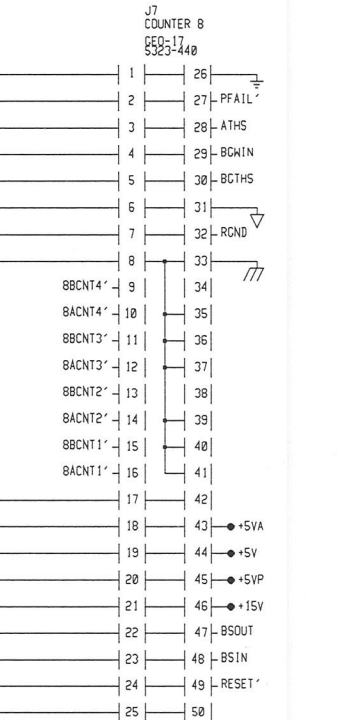 J7
COUNTER 8
GEO-17
S323-440
1 26
2 27 PFAIL´
3 28 ATHS
4 29 BGWIN
5 30 BGTHS
6 31
7 32 RGND
8 33
8BCNT4´ 9 34
8ACNT4´ 10 35
8BCNT3´ 11 36
8ACNT3´ 12 37
8BCNT2´ 13 38
8ACNT2´ 14 39
8BCNT1´ 15 40
8ACNT1´ 16 41
17 42
18 43 +5VA
19 44 +5V
20 45 +5VP
21 46 +15V
22 47 BSOUT
23 48 BSIN
24 49 RESET´
25 50